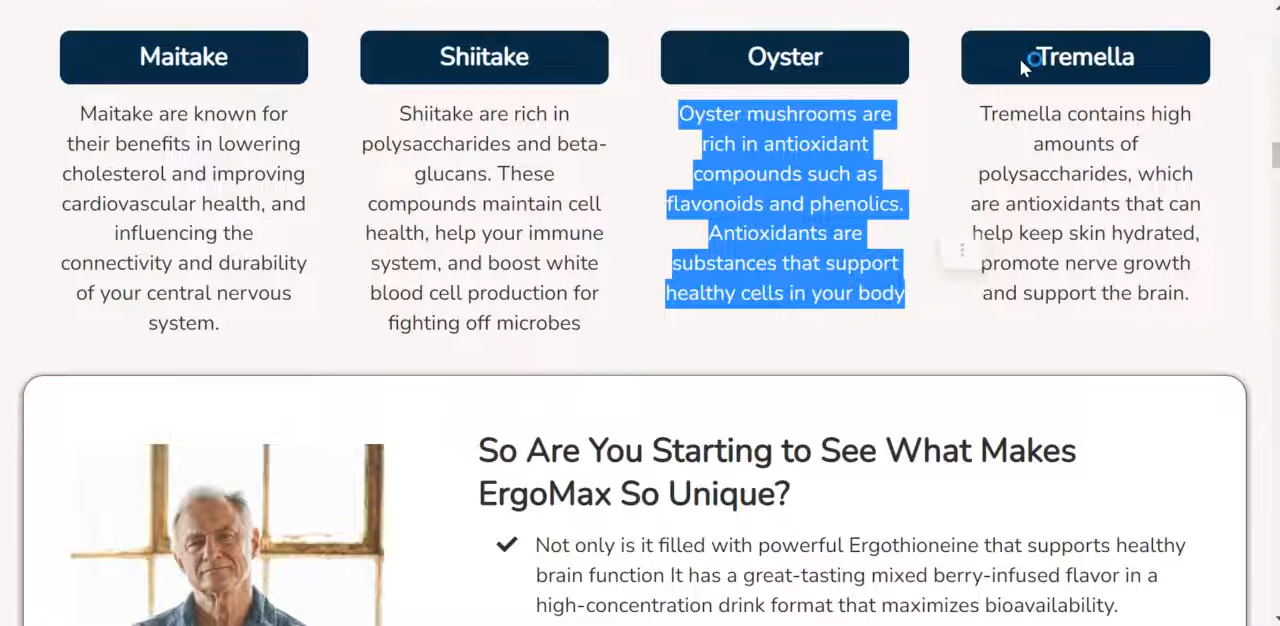 Maitake
Maitake are known for
their benefits in lowering
cholesterol and improving
cardiovascular health, and
influencing the
connectivity and durability
of your central nervous
system.
Shiitake
Shiitake are rich in
polysaccharides and beta-
glucans. These
compounds maintain cell
health, help your immune
system, and boost white
blood cell production for
fighting off microbes
Oyster
Oyster mushrooms are
rich in antioxidant
compounds such as
flavonoids and phenolics.
Antioxidants are
substances that support
healthy cells in your body
Tremella
Tremella contains high
amounts of
polysaccharides, which
are antioxidants that can
help keep skin hydrated,
promote nerve growth
and support the brain.
So Are You Starting to See What Makes
ErgoMax So Unique?
Not only is it filled with powerful Ergothioneine that supports healthy
brain function It has a great-tasting mixed berry-infused flavor in a
high-concentration drink format that maximizes bioavailability.